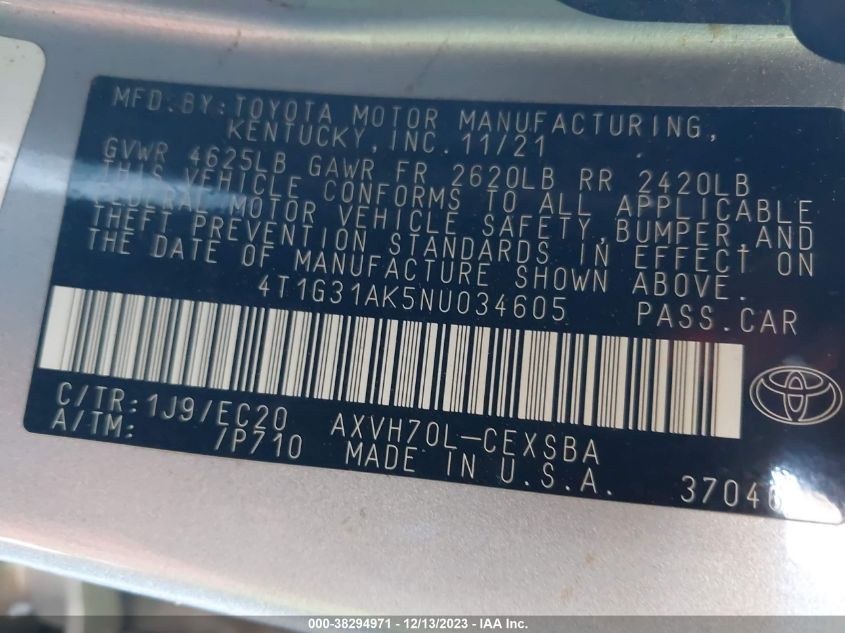 MFD.BY:TOYOTA MOTOR MANUFACTURING,
KENTUCKY,INC. 11/21
GVWR 4625LB GAWR FR 2620LB RR 2420LB
THIS VEHICLE CONFORMS TO ALL APPLICABLE
FEDERAL MOTOR VEHICLE SAFETY,BUMPER,AND
THEFT PREVENTION STANDARDS IN EFFECT ON
THE DATE OF MANUFACTURE SHOWN ABOVE.
4T1G31AK5NU034605 PASS.CAR
C/TR:1J9/EC20 AXVH70L-CEXSBA
A/TM: /P710 MADE IN U.S.A.
000-38294971 - 12/13/2023 - IAA Inc.